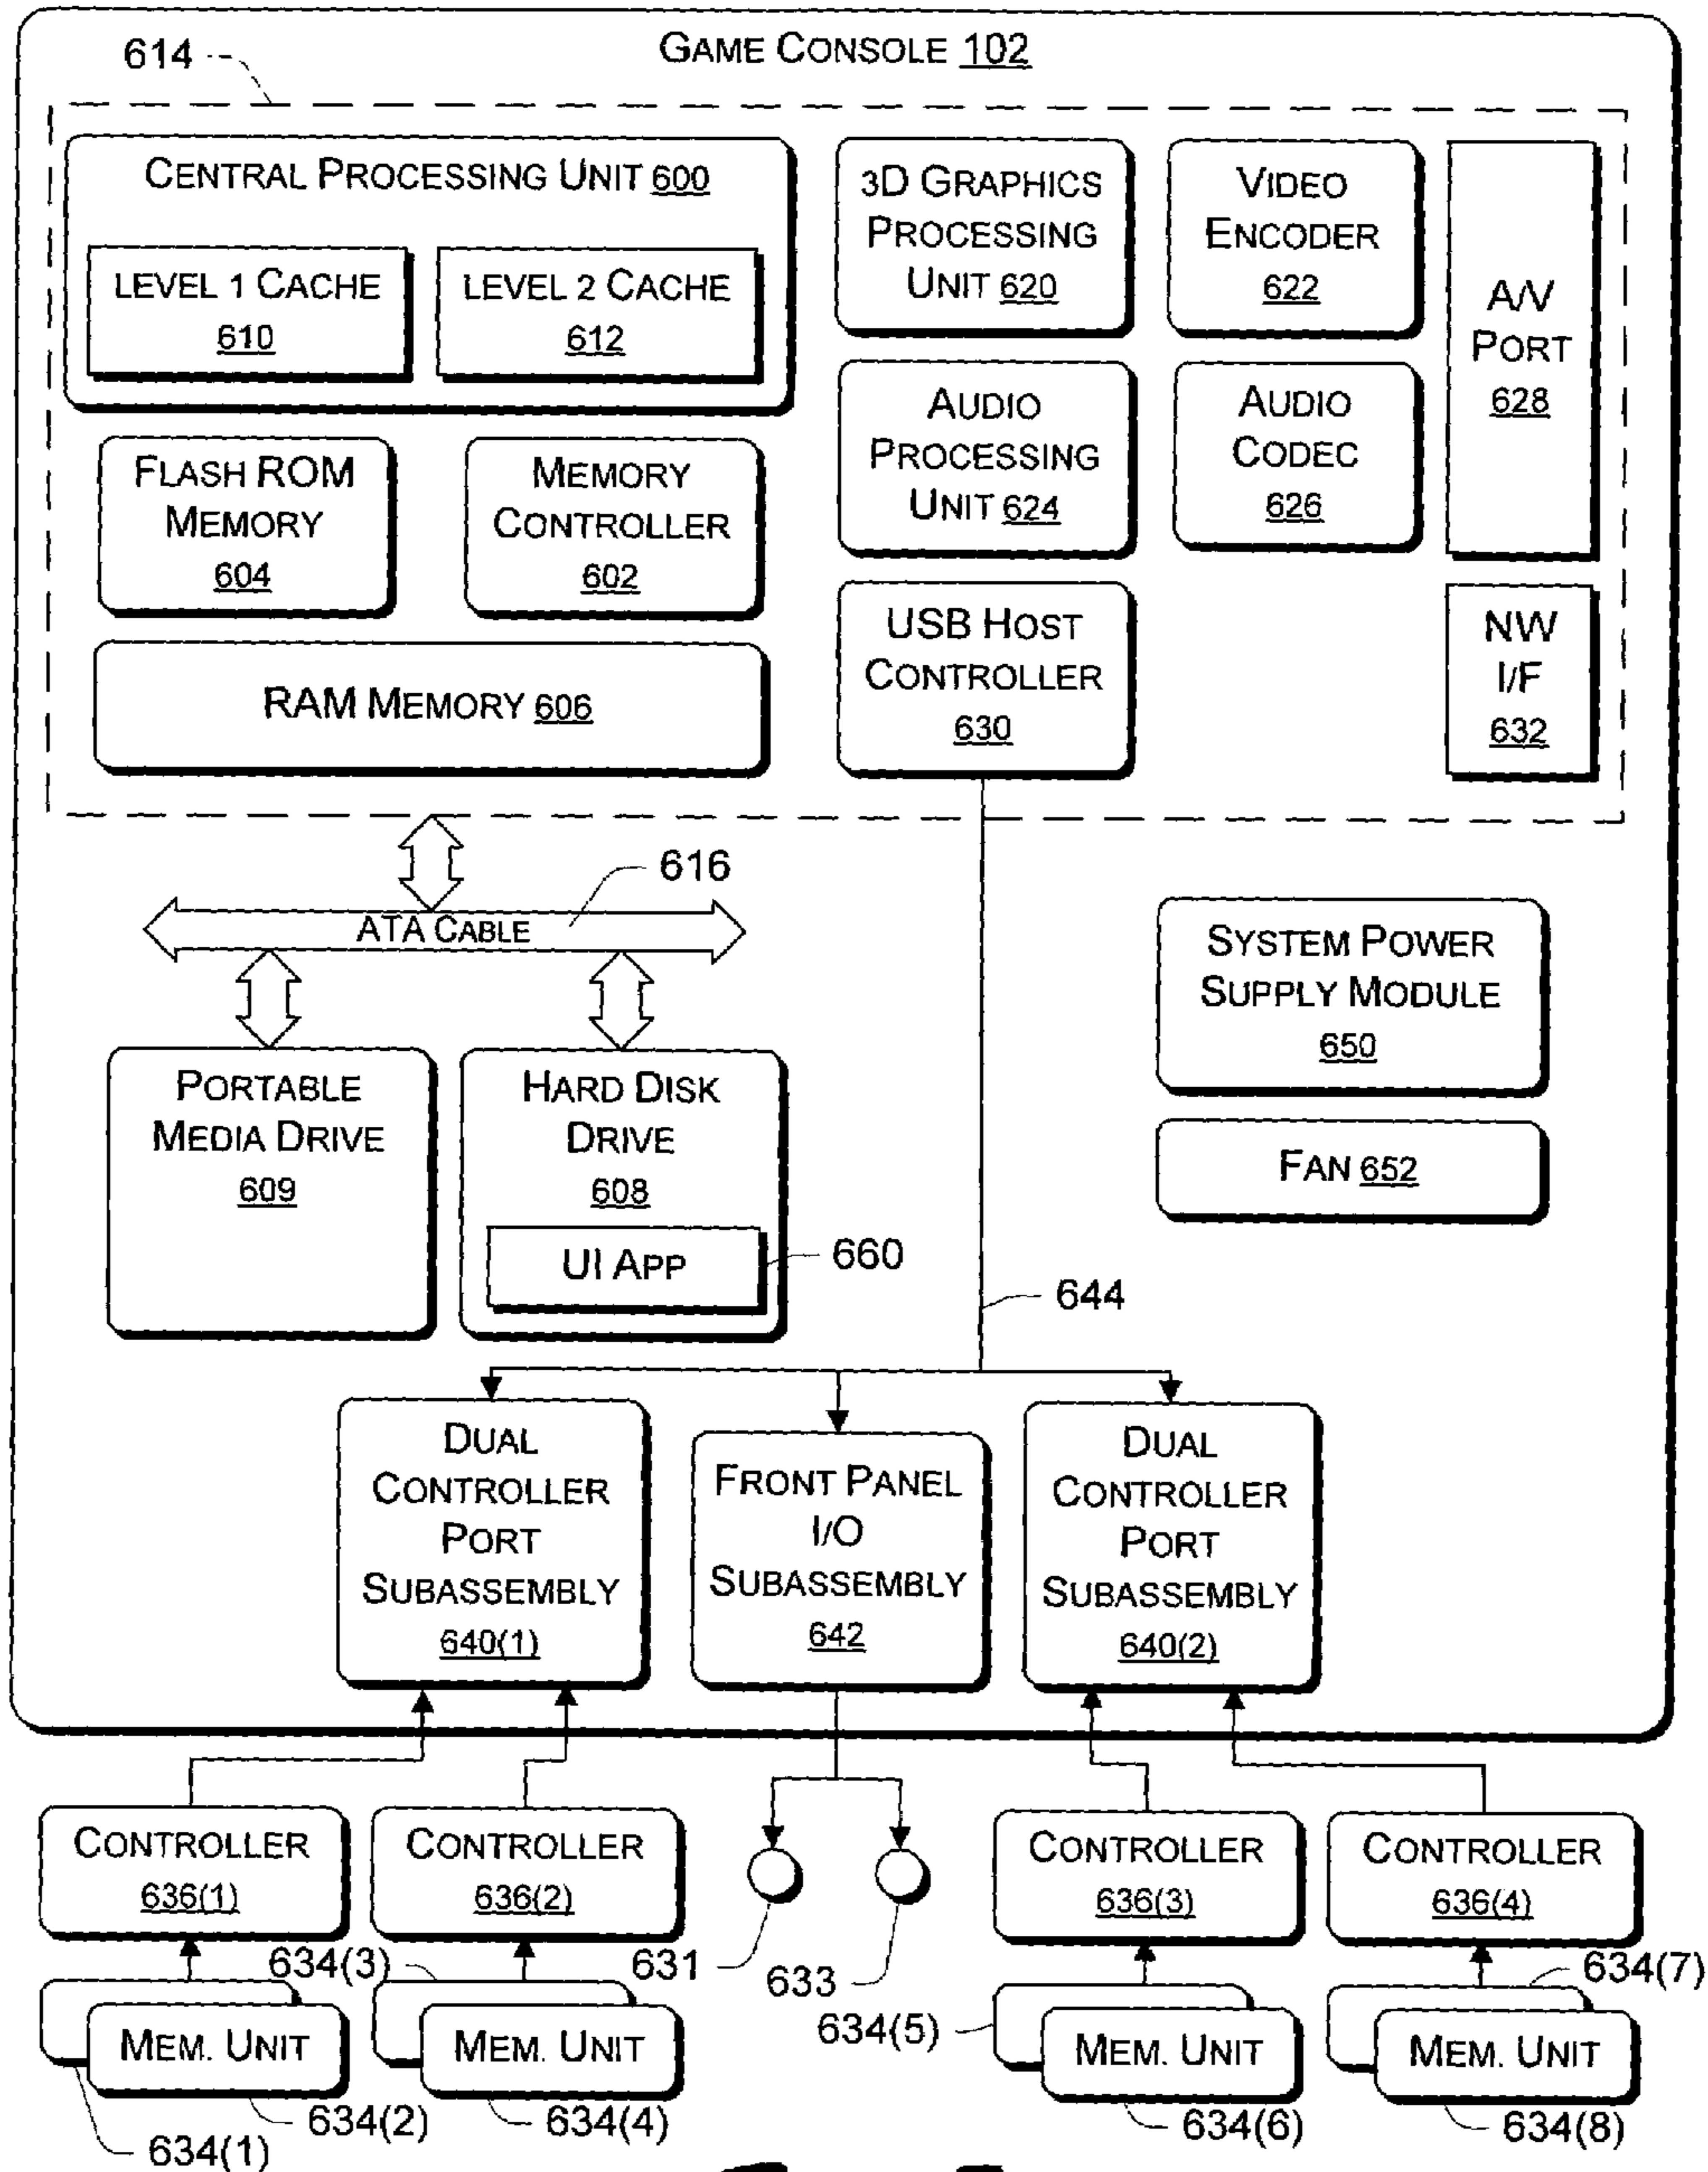 GAME CONSOLE 102
614
CENTRAL PROCESSING UNIT 600
LEVEL 1 CACHE
610
LEVEL 2 CACHE
612
3D GRAPHICS
PROCESSING
UNIT 620
VIDEO
ENCODER
622
A/V
PORT
628
FLASH ROM
MEMORY
604
MEMORY
CONTROLLER
602
AUDIO
PROCESSING
UNIT 624
AUDIO
CODEC
626
RAM MEMORY 606
USB HOST
CONTROLLER
630
NW
I/F
632
616
ATA CABLE
SYSTEM POWER
SUPPLY MODULE
650
PORTABLE
MEDIA DRIVE
609
HARD DISK
DRIVE
608
UI APP
660
FAN 652
644
DUAL
CONTROLLER
PORT
SUBASSEMBLY
640(1)
FRONT PANEL
I/O
SUBASSEMBLY
642
DUAL
CONTROLLER
PORT
SUBASSEMBLY
640(2)
CONTROLLER
636(1)
CONTROLLER
636(2)
CONTROLLER
636(3)
CONTROLLER
636(4)
634(3)
631
633
634(5)
634(7)
MEM. UNIT
MEM. UNIT
MEM. UNIT
MEM. UNIT
634(1)
634(2)
634(4)
634(6)
634(8)